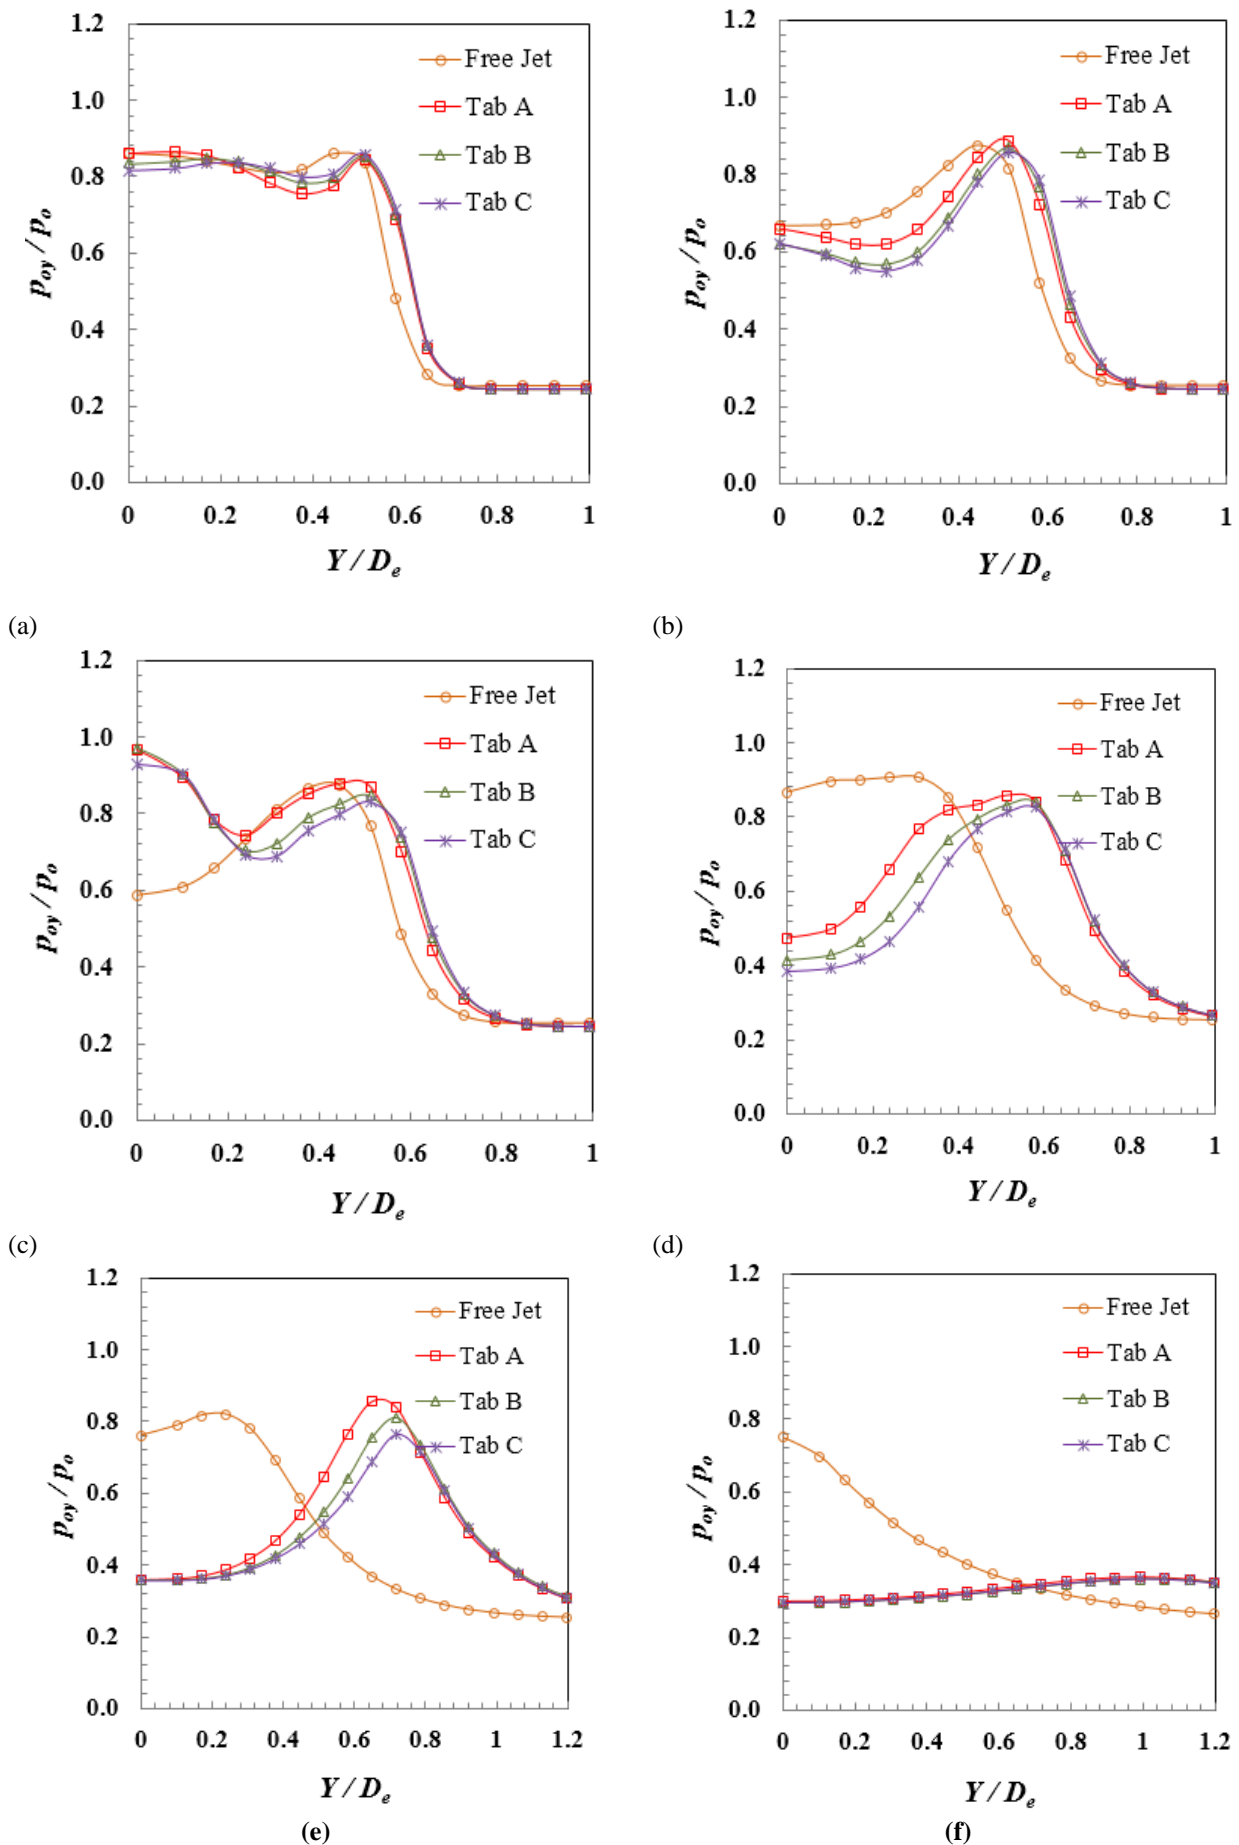 1.2
1.0
0.8
0.6
0.4
0.2
0.0
Free Jet
Tab A
Tab B
Tab C
0 0.2 0.4 0.6 0.8 1
p_oy / p_o
Y / D_e
(a)
1.2
1.0
0.8
0.6
0.4
0.2
0.0
Free Jet
Tab A
Tab B
Tab C
0 0.2 0.4 0.6 0.8 1
p_oy / p_o
Y / D_e
(b)
1.2
1.0
0.8
0.6
0.4
0.2
0.0
Free Jet
Tab A
Tab B
Tab C
0 0.2 0.4 0.6 0.8 1
p_oy / p_o
Y / D_e
(c)
1.2
1.0
0.8
0.6
0.4
0.2
0.0
Free Jet
Tab A
Tab B
Tab C
0 0.2 0.4 0.6 0.8 1
p_oy / p_o
Y / D_e
(d)
1.2
1.0
0.8
0.6
0.4
0.2
0.0
Free Jet
Tab A
Tab B
Tab C
0 0.2 0.4 0.6 0.8 1 1.2
p_oy / p_o
Y / D_e
(e)
1.2
1.0
0.8
0.6
0.4
0.2
0.0
Free Jet
Tab A
Tab B
Tab C
0 0.2 0.4 0.6 0.8 1 1.2
p_oy / p_o
Y / D_e
(f)